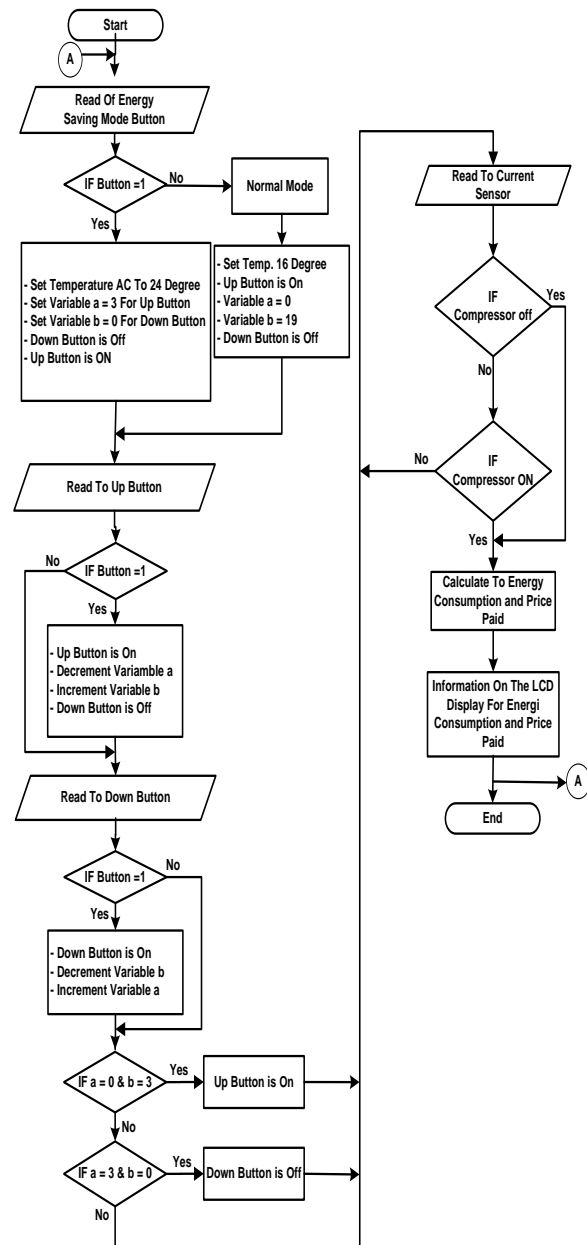 Start
A
Read Of Energy
Saving Mode Button
IF Button =1
No
Normal Mode
Yes
- Set Temperature AC To 24 Degree
- Set Variable a = 3 For Up Button
- Set Variable b = 0 For Down Button
- Down Button is Off
- Up Button is ON
- Set Temp. 16 Degree
- Up Button is On
- Variable a = 0
- Variable b = 19
- Down Button is Off
Read To Up Button
No
IF Button =1
Yes
- Up Button is On
- Decrement Variamble a
- Increment Variable b
- Down Button is Off
Read To Down Button
IF Button =1
No
Yes
- Down Button is On
- Decrement Variable b
- Increment Variable a
IF a = 0 & b = 3
Yes
Up Button is On
No
IF a = 3 & b = 0
Yes
Down Button is Off
No
Read To Current
Sensor
IF
Compressor off
Yes
No
IF
Compressor ON
No
Yes
Calculate To Energy
Consumption and Price
Paid
Information On The LCD
Display For Energi
Consumption and Price
Paid
A
End